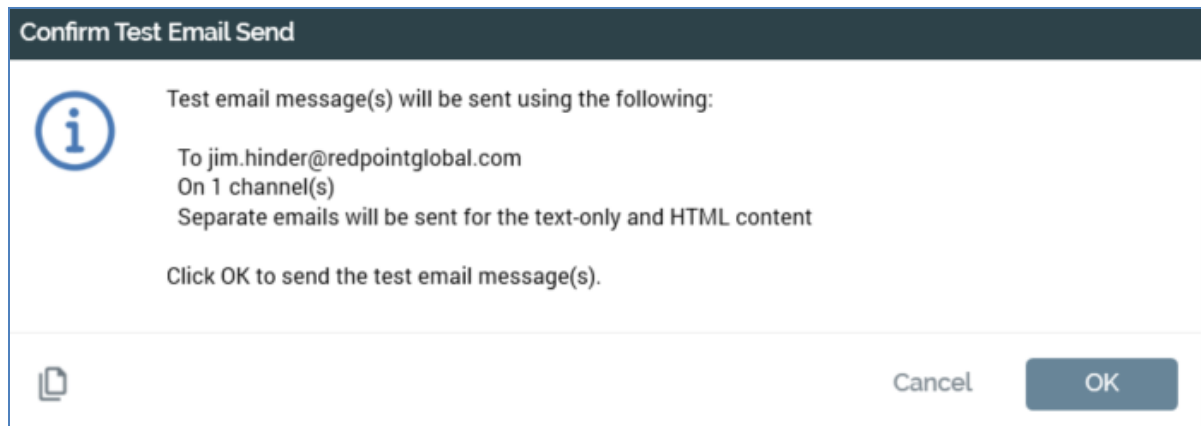 Confirm Test Email Send
Test email message(s) will be sent using the following:
To jim.hinder@redpointglobal.com
On 1 channel(s)
Separate emails will be sent for the text-only and HTML content
Click OK to send the test email message(s).
Cancel OK